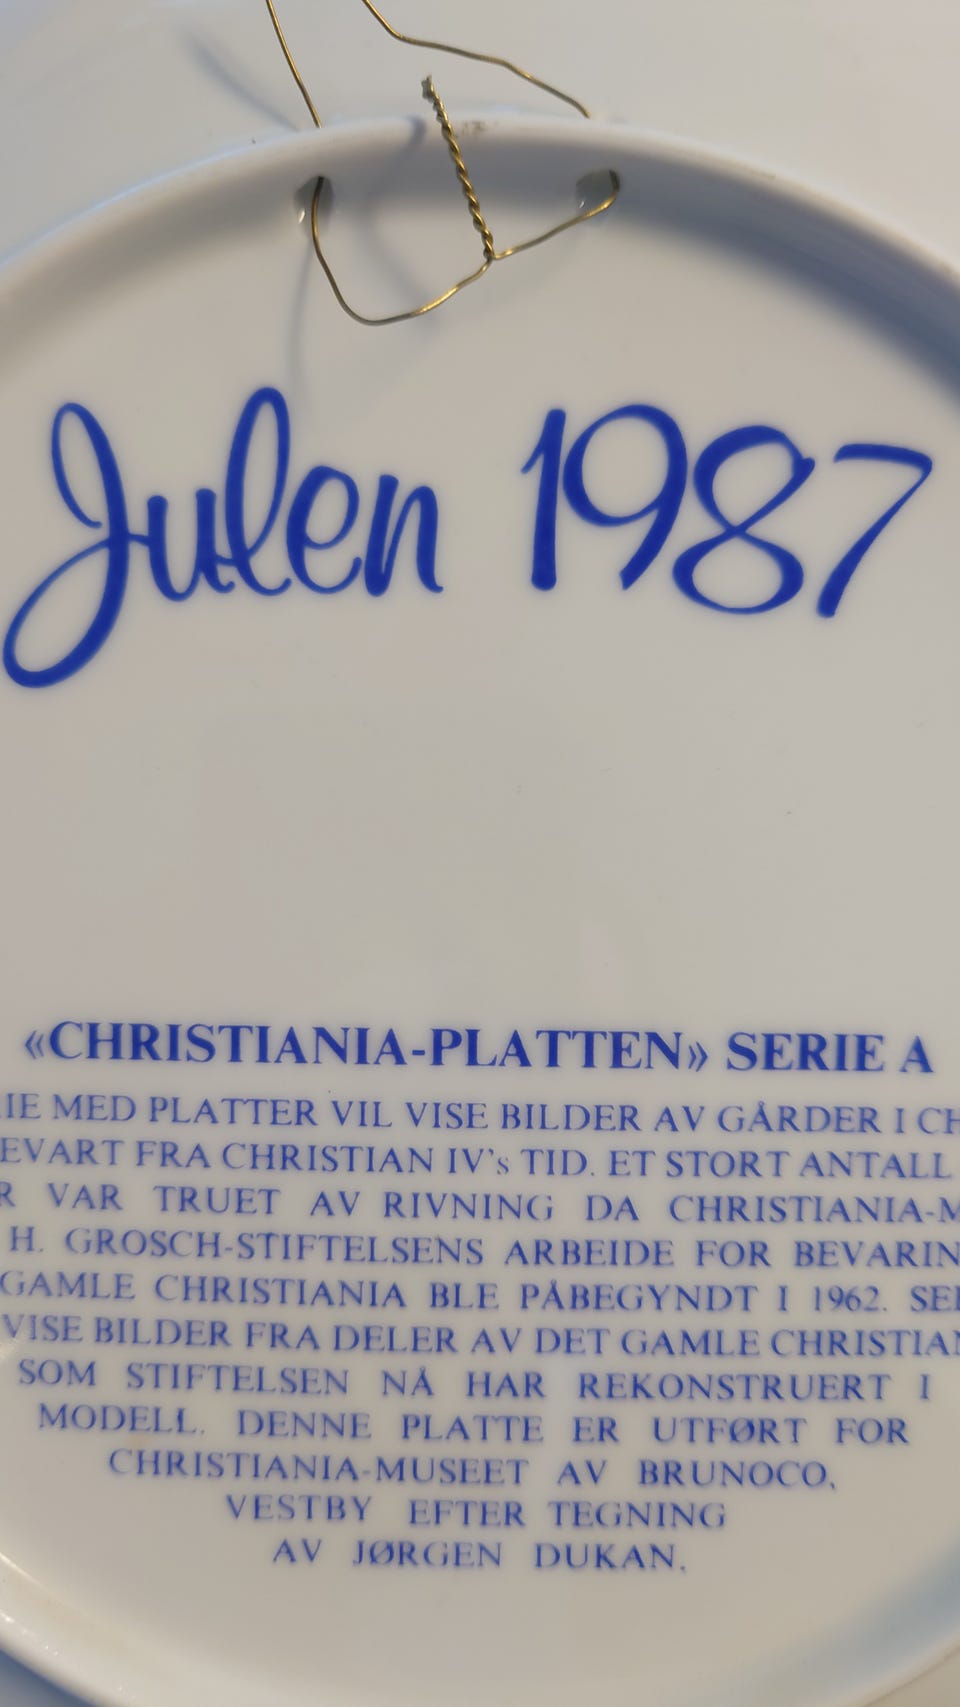 Julen 1987
«CHRISTIANIA-PLATTEN» SERIE A
MED PLATTER VIL VISE BILDER AV GÅRDER I
FRA CHRISTIAN IV's TID. ET STORT ANTALL
VAR TRUET AV RIVNING DA
H. GROSCH-STIFTELSENS ARBEIDE FOR
GAMLE CHRISTIANIA BLE PÅBEGYNDT I 1962.
VISE BILDER FRA DELER AV DET GAMLE
SOM STIFTELSEN NÅ HAR REKONSTRUERT I
MODELL. DENNE PLATTE ER UTFØRT FOR
CHRISTIANIA-MUSEET AV BRUNOCO,
VESTBY EFTER TEGNING
AV JØRGEN DUKAN.